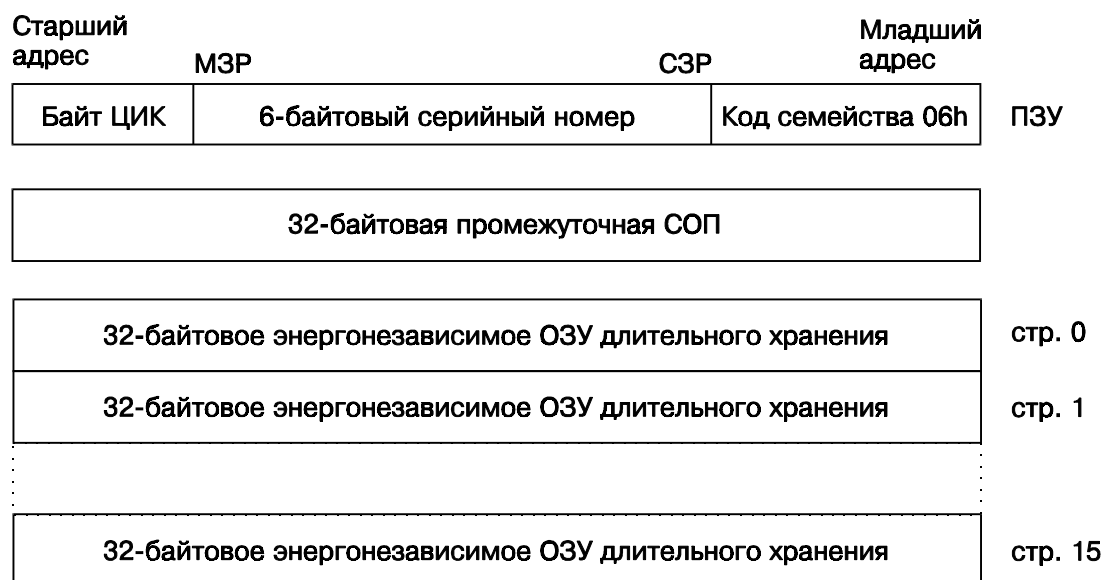 Старший
адрес
МЗР
СЗР
Младший
адрес
Байт ЦИК
6-байтовый серийный номер
Код семейства 06h
ПЗУ
32-байтовая промежуточная СОП
32-байтовое энергонезависимое ОЗУ длительного хранения
стр. 0
32-байтовое энергонезависимое ОЗУ длительного хранения
стр. 1
32-байтовое энергонезависимое ОЗУ длительного хранения
стр. 15